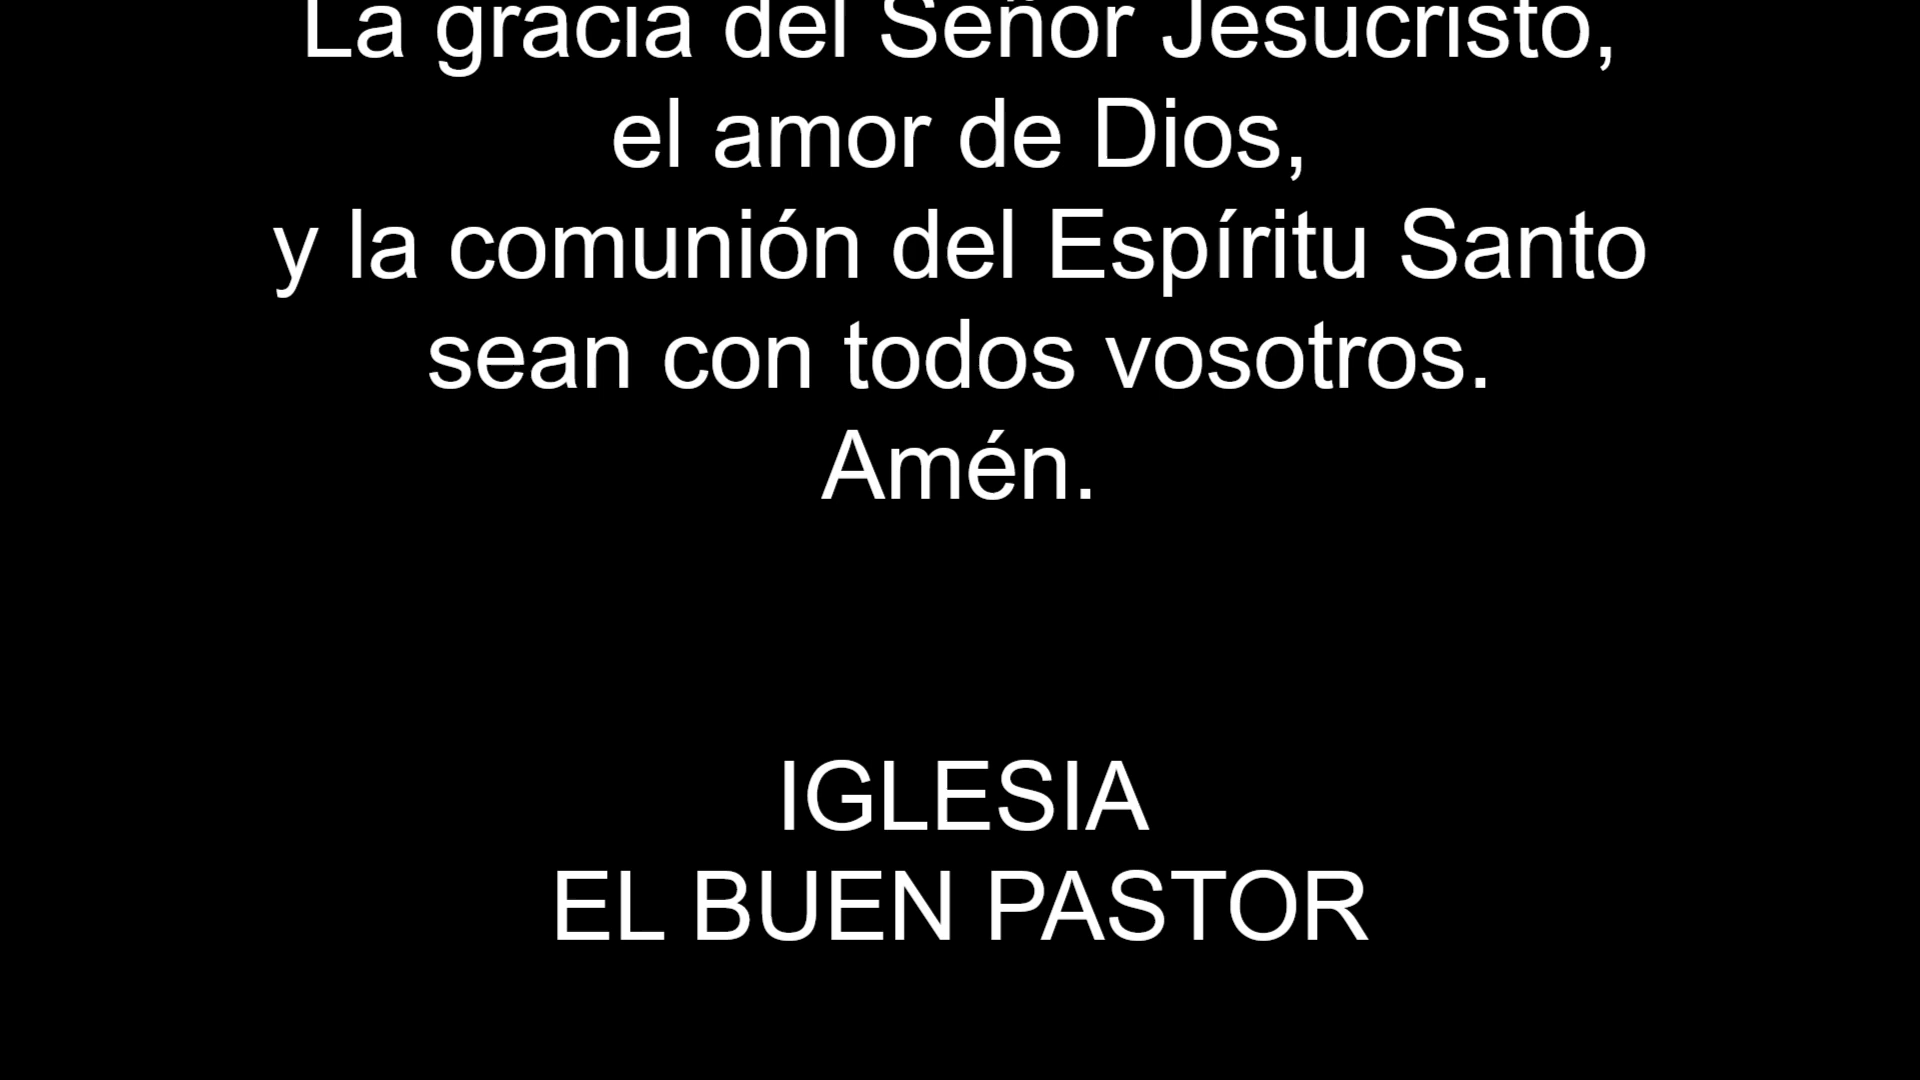 La gracia del Señor Jesucristo,
el amor de Dios,
y la comunión del Espíritu Santo
sean con todos vosotros.
Amén.
IGLESIA
EL BUEN PASTOR